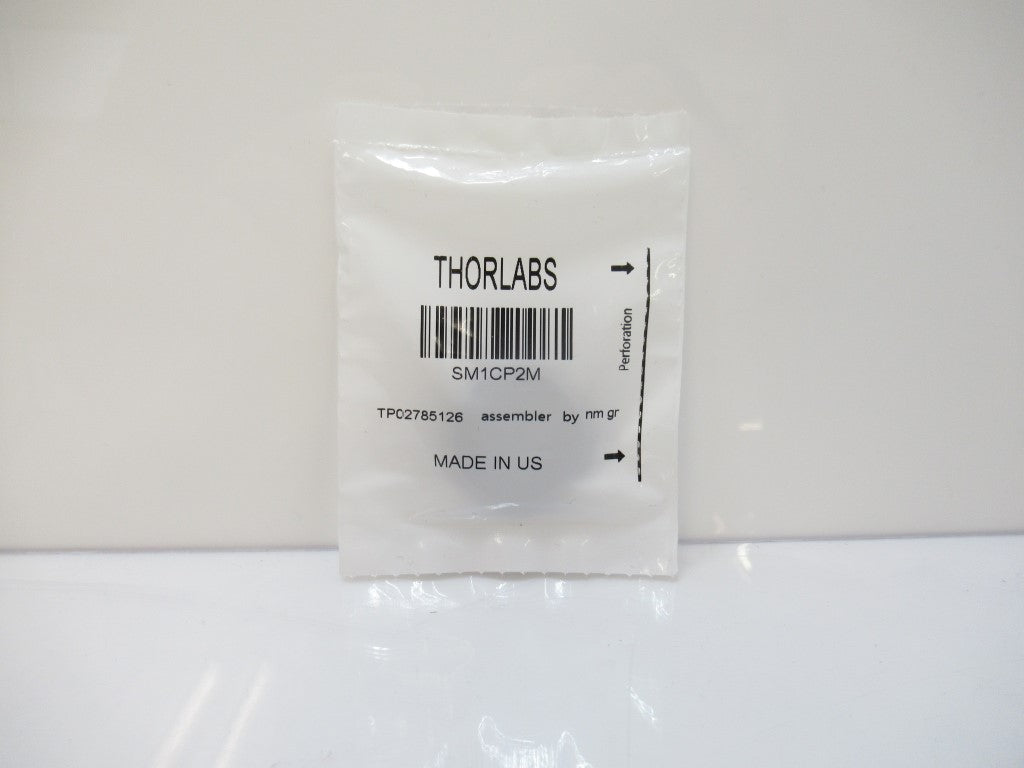 THORLABS
SM1CP2M
Perforation
TP02785126 assembler by nm gr
MADE IN US